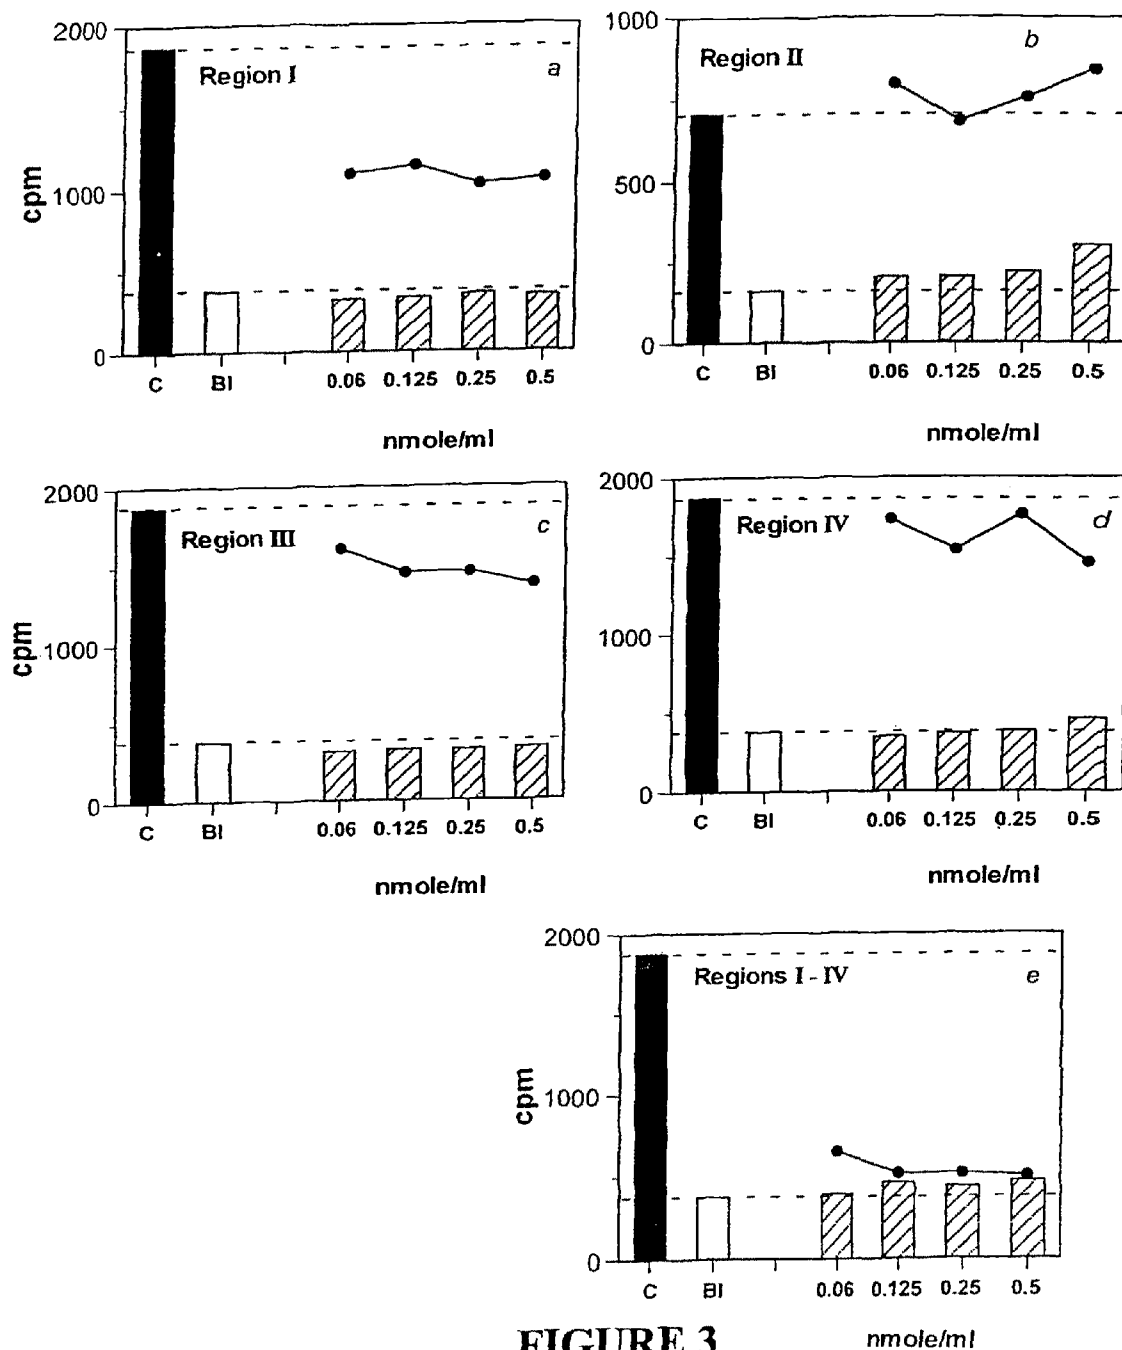 2000
1000
0
cpm
Region I
a
C
BI
0.06 0.125 0.25 0.5
nmole/ml
1000
500
0
Region II
b
C
BI
0.06 0.125 0.25 0.5
nmole/ml
2000
1000
0
cpm
Region III
c
C
BI
0.06 0.125 0.25 0.5
nmole/ml
2000
1000
0
Region IV
d
C
BI
0.06 0.125 0.25 0.5
nmole/ml
2000
1000
0
cpm
Regions I - IV
e
C
BI
0.06 0.125 0.25 0.5
nmole/ml
FIGURE 3